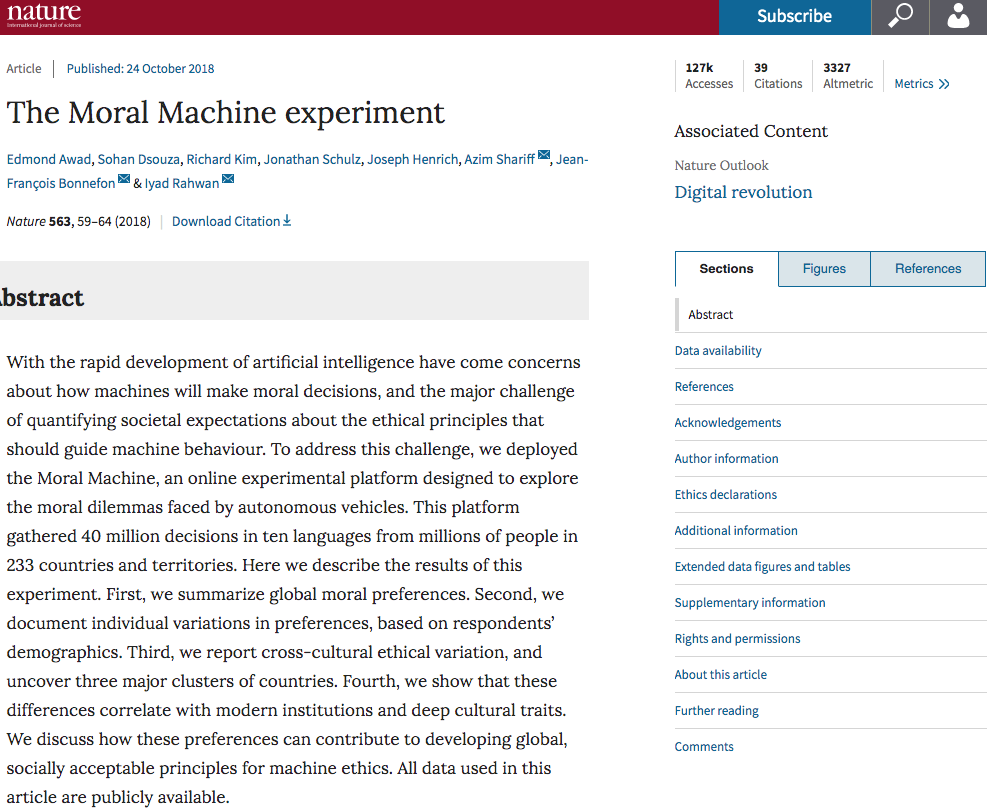 nature
International journal of science
Subscribe
Article
Published: 24 October 2018
The Moral Machine experiment
Edmond Awad, Sohan Dsouza, Richard Kim, Jonathan Schulz, Joseph Henrich, Azim Shariff, Jean-
François Bonnefon & Iyad Rahwan
Nature 563, 59–64 (2018)
Download Citation
bstract
With the rapid development of artificial intelligence have come concerns
about how machines will make moral decisions, and the major challenge
of quantifying societal expectations about the ethical principles that
should guide machine behaviour. To address this challenge, we deployed
the Moral Machine, an online experimental platform designed to explore
the moral dilemmas faced by autonomous vehicles. This platform
gathered 40 million decisions in ten languages from millions of people in
233 countries and territories. Here we describe the results of this
experiment. First, we summarize global moral preferences. Second, we
document individual variations in preferences, based on respondents’
demographics. Third, we report cross-cultural ethical variation, and
uncover three major clusters of countries. Fourth, we show that these
differences correlate with modern institutions and deep cultural traits.
We discuss how these preferences can contribute to developing global,
socially acceptable principles for machine ethics. All data used in this
article are publicly available.
127k 39 3327
Accesses Citations Altmetric Metrics
Associated Content
Nature Outlook
Digital revolution
Sections Figures References
Abstract
Data availability
References
Acknowledgements
Author information
Ethics declarations
Additional information
Extended data figures and tables
Supplementary information
Rights and permissions
About this article
Further reading
Comments